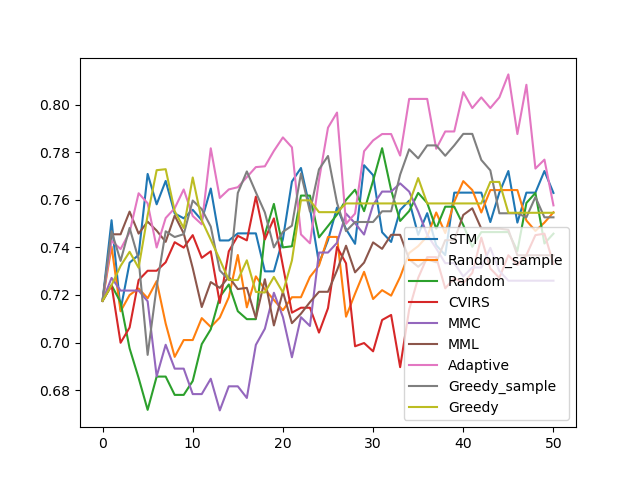 0.80
0.78
0.76
0.74
0.72
0.70
0.68
STM
Random_sample
Random
CVIRS
MMC
MML
Adaptive
Greedy_sample
Greedy
0 10 20 30 40 50